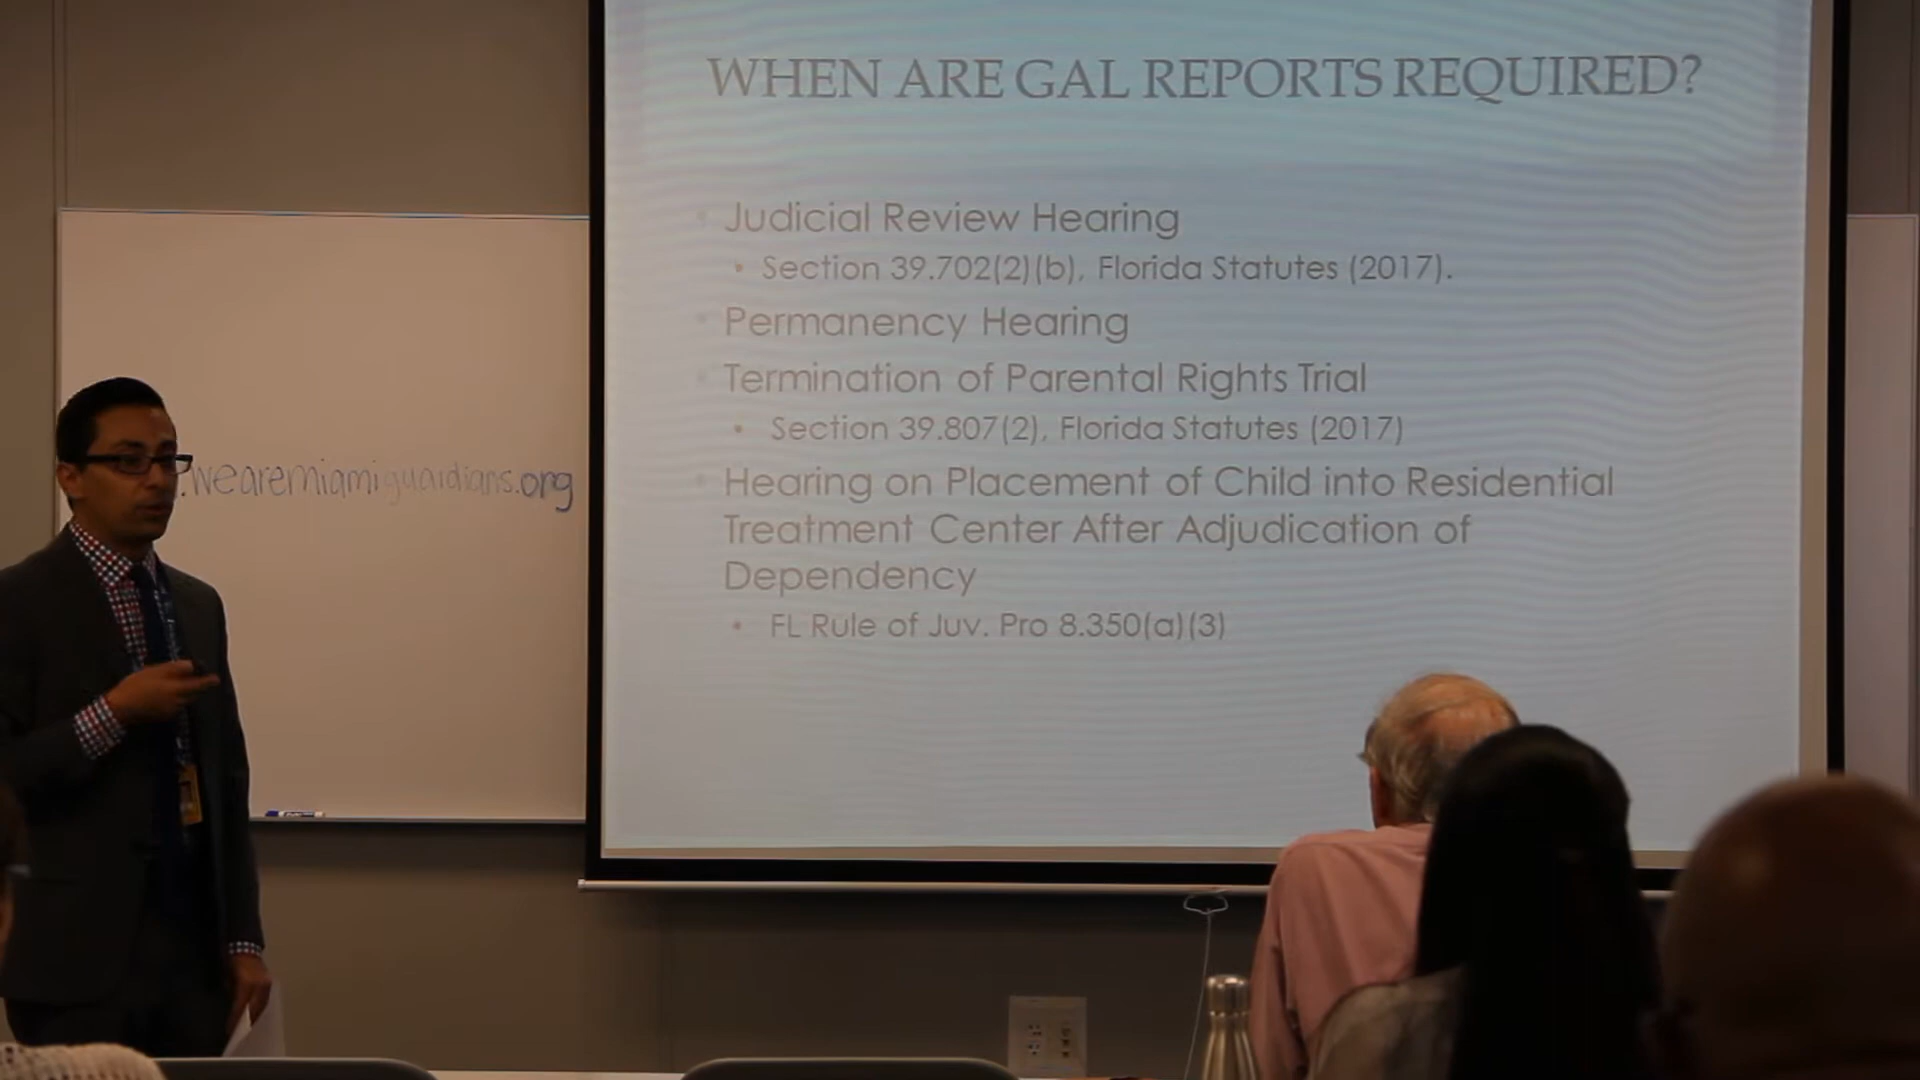 WHEN ARE GAL REPORTS REQUIRED?
Judicial Review Hearing
• Section 39.702(2)(b), Florida Statutes (2017).
Permanency Hearing
Termination of Parental Rights Trial
• Section 39.807(2), Florida Statutes (2017)
Hearing on Placement of Child into Residential
Treatment Center After Adjudication of
Dependency
• FL Rule of Juv. Pro 8.350(a)(3)
.wearemiamiguardians.org